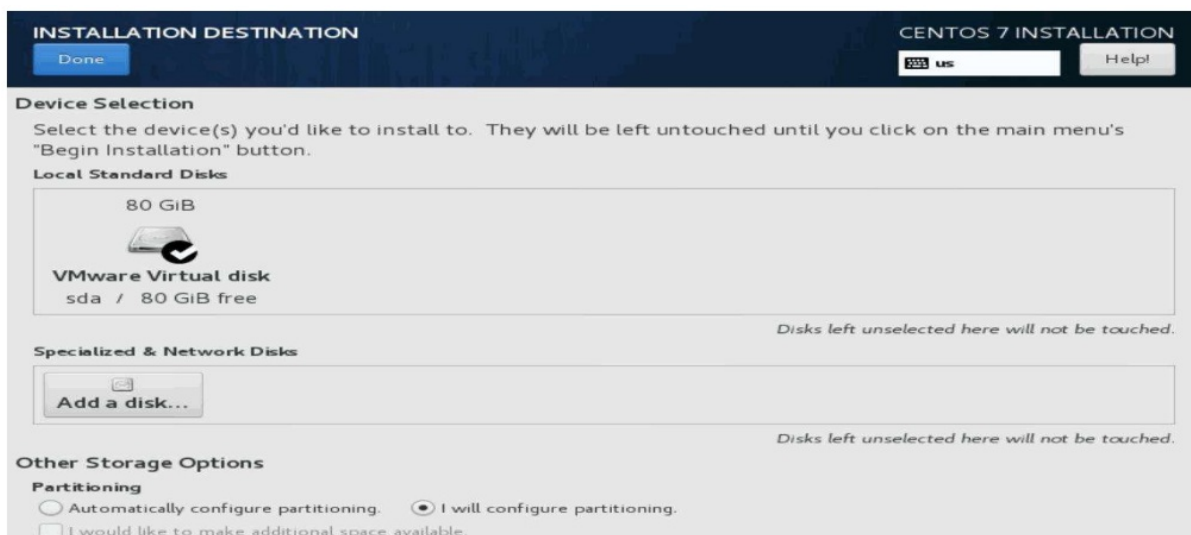 INSTALLATION DESTINATION
CENTOS 7 INSTALLATION
Done
us
Help!
Device Selection
Select the device(s) you'd like to install to. They will be left untouched until you click on the main menu's
"Begin Installation" button.
Local Standard Disks
80 GiB
VMware Virtual disk
sda / 80 GiB free
Disks left unselected here will not be touched.
Specialized & Network Disks
Add a disk...
Disks left unselected here will not be touched.
Other Storage Options
Partitioning
Automatically configure partitioning. I will configure partitioning.
I would like to make additional space available.